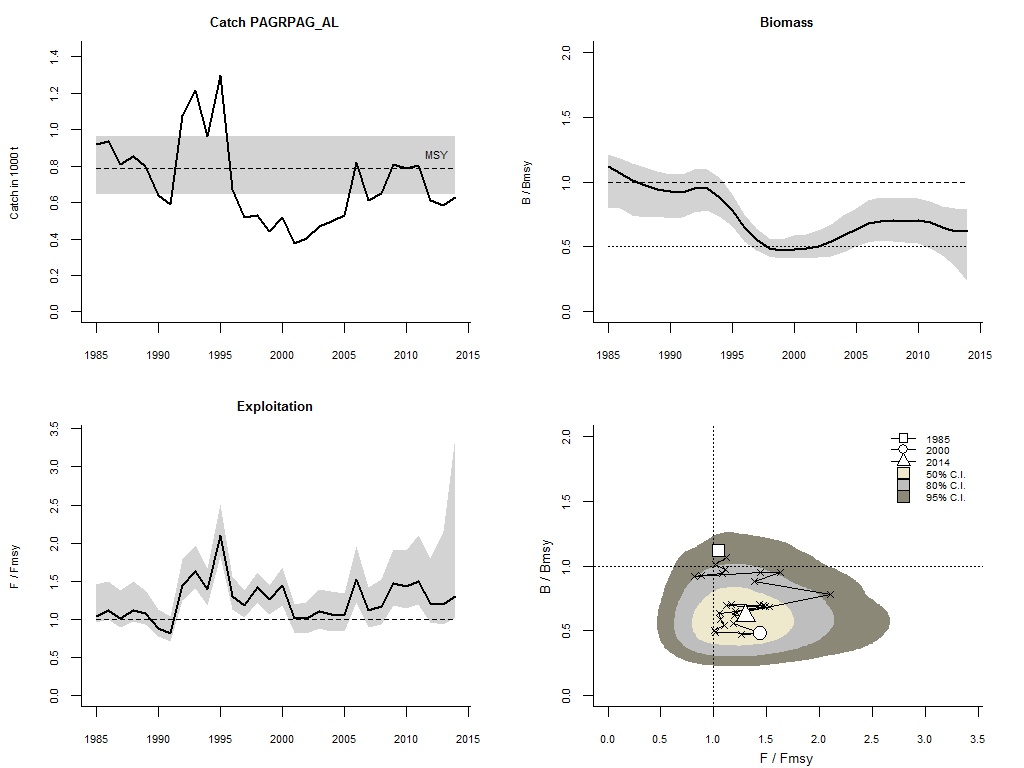 Catch PAGRPAG_AL
Catch in 1000 t
1.4
1.2
1.0
0.8
0.6
0.4
0.2
0.0
MSY
1985 1990 1995 2000 2005 2010 2015
Biomass
B / Bmsy
2.0
1.5
1.0
0.5
0.0
1985 1990 1995 2000 2005 2010 2015
Exploitation
F / Fmsy
3.5
3.0
2.5
2.0
1.5
1.0
0.5
0.0
1985 1990 1995 2000 2005 2010 2015
B / Bmsy
2.0
1.5
1.0
0.5
0.0
1985
2000
2014
50% C.I.
80% C.I.
95% C.I.
0.0 0.5 1.0 1.5 2.0 2.5 3.0 3.5
F / Fmsy